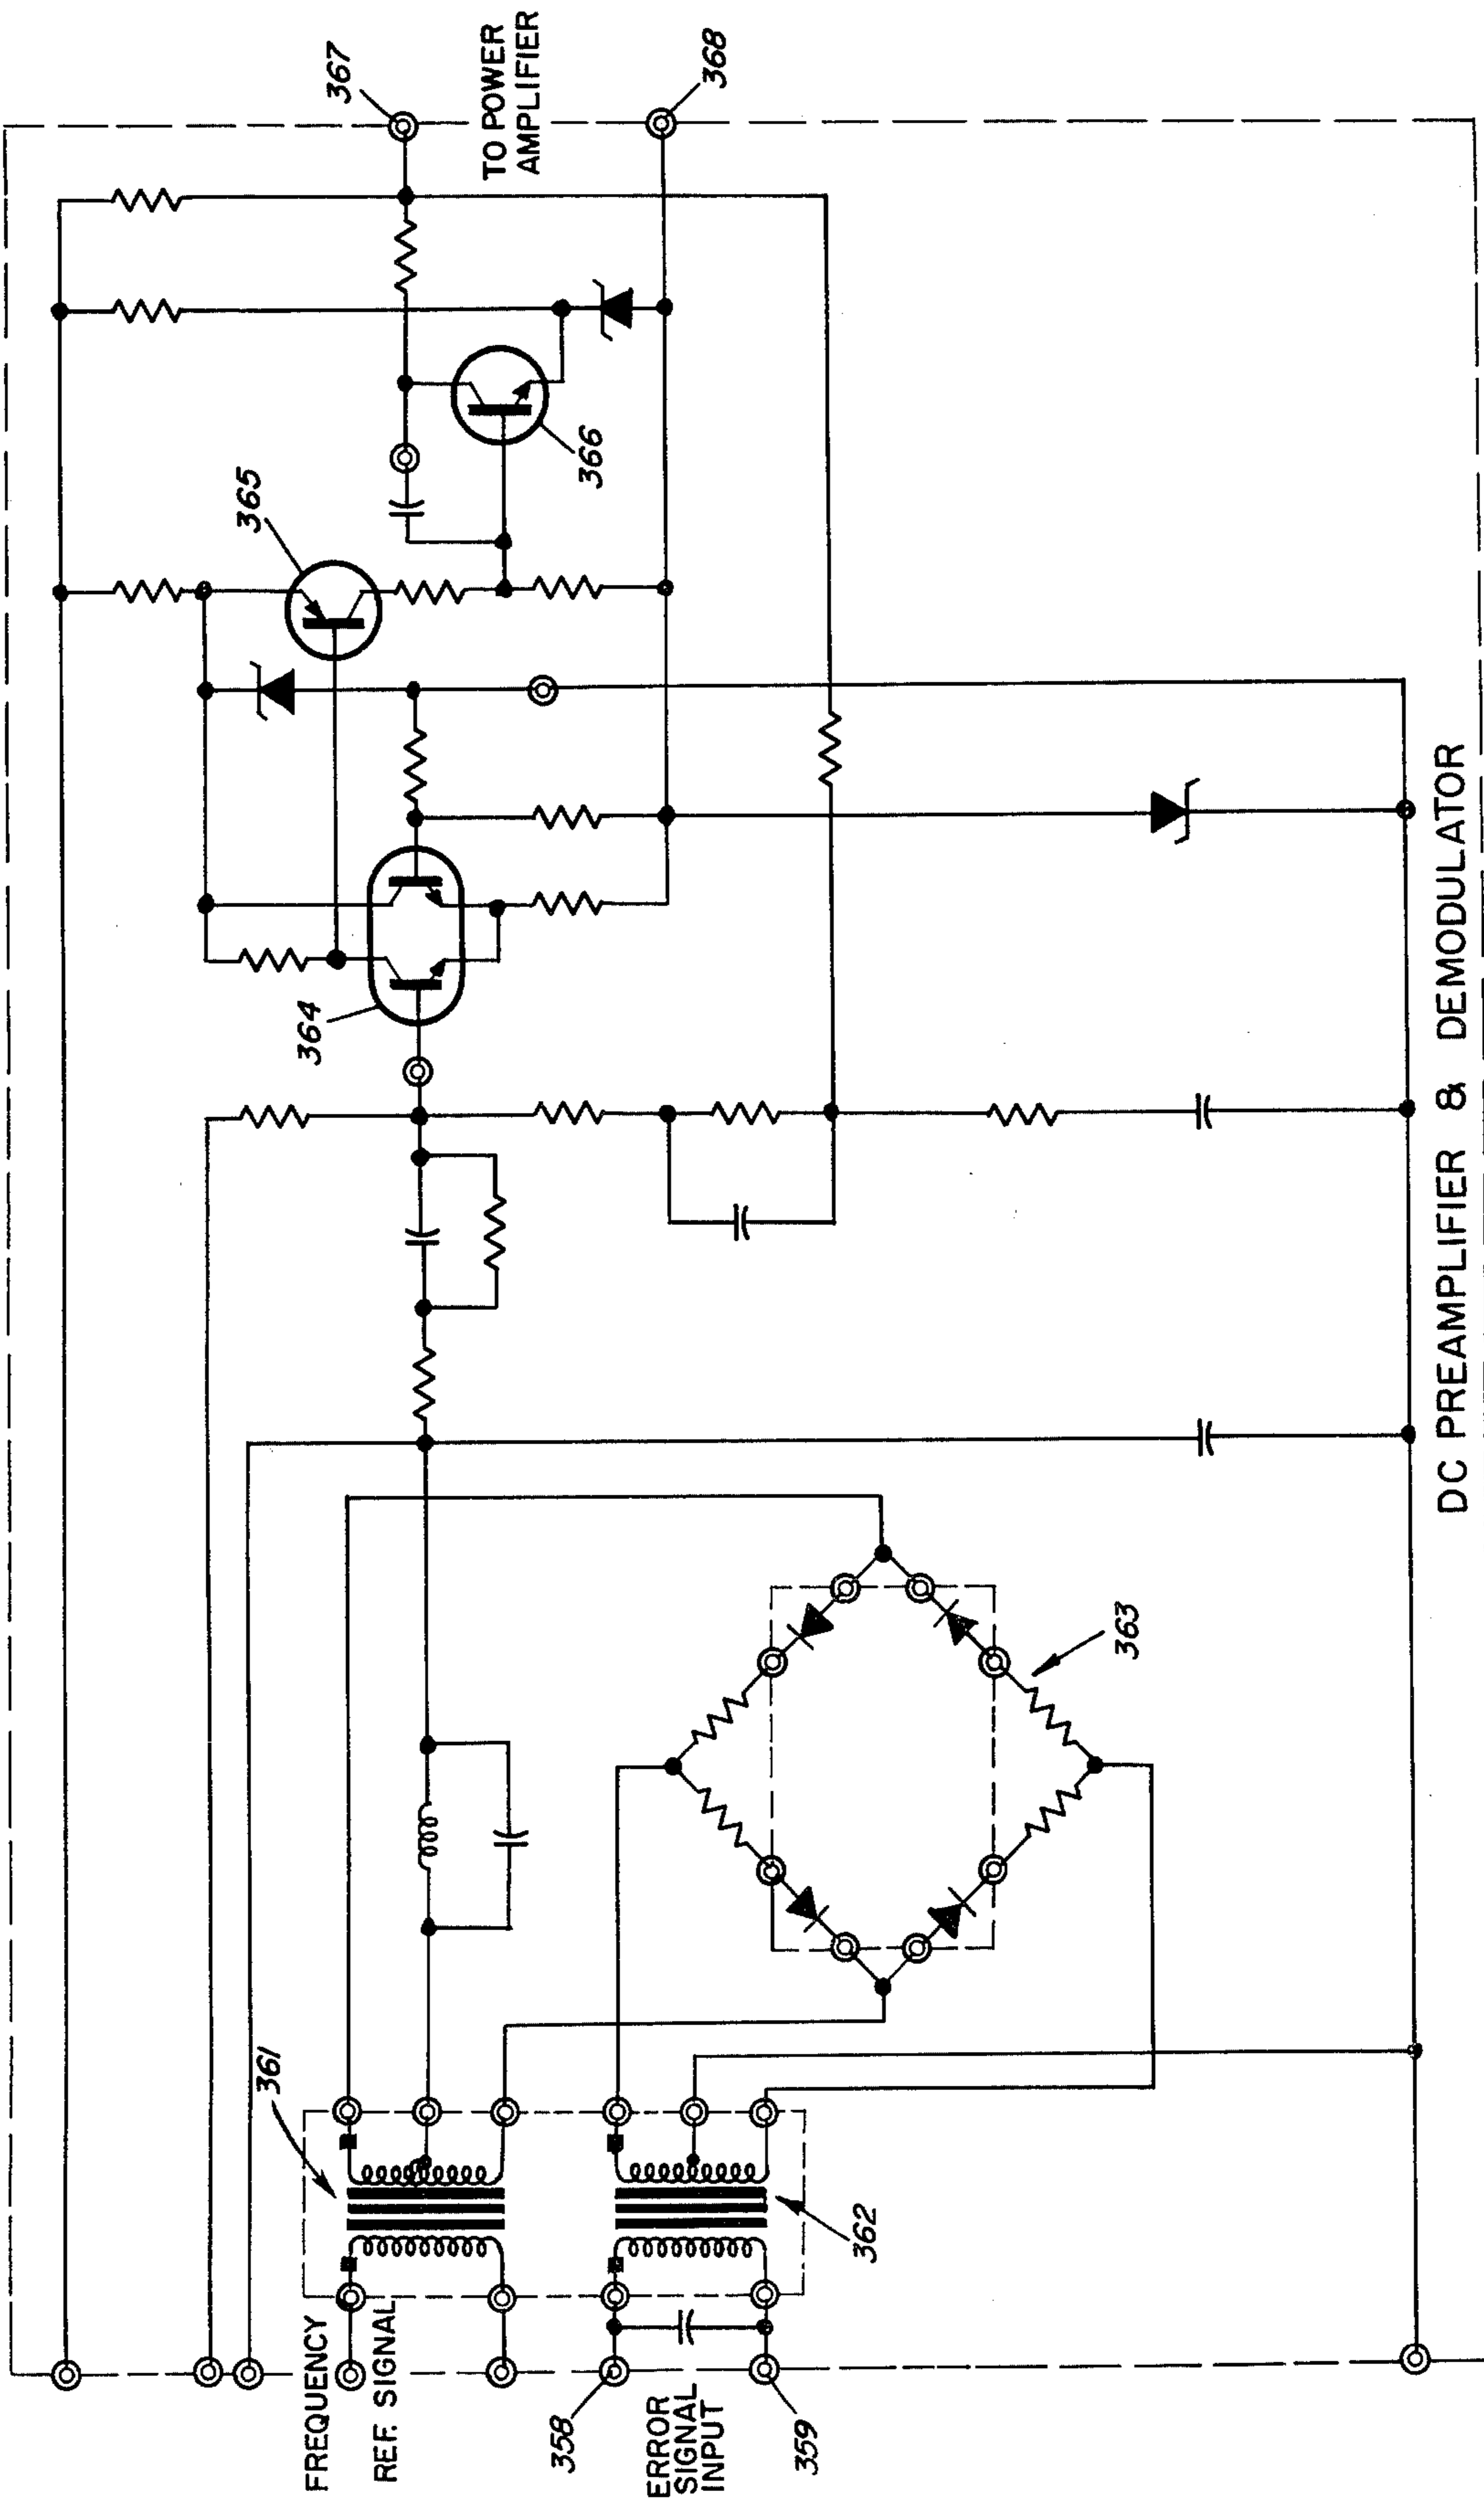 367
TO POWER
AMPLIFIER
368
365
366
364
361
FREQUENCY
REF. SIGNAL
358
ERROR
SIGNAL
INPUT
359
362
363
DC PREAMPLIFIER & DEMODULATOR